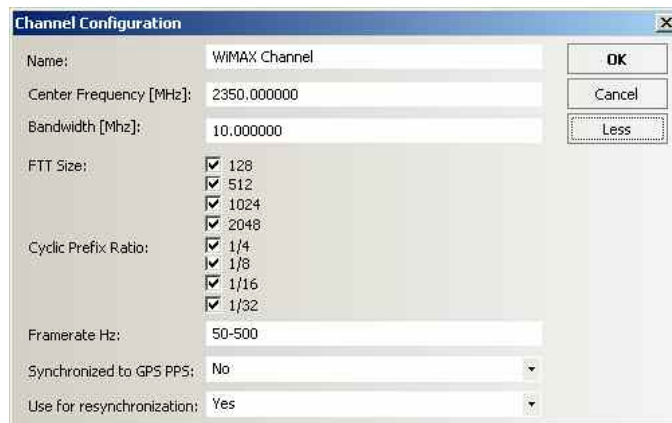 Channel Configuration
Name: WiMAX Channel
OK
Center Frequency [MHz]: 2350.000000
Cancel
Bandwidth [Mhz]: 10.000000
Less
FTT Size: 128
512
1024
2048
Cyclic Prefix Ratio: 1/4
1/8
1/16
1/32
Framerate Hz: 50-500
Synchronized to GPS PPS: No
Use for resynchronization: Yes